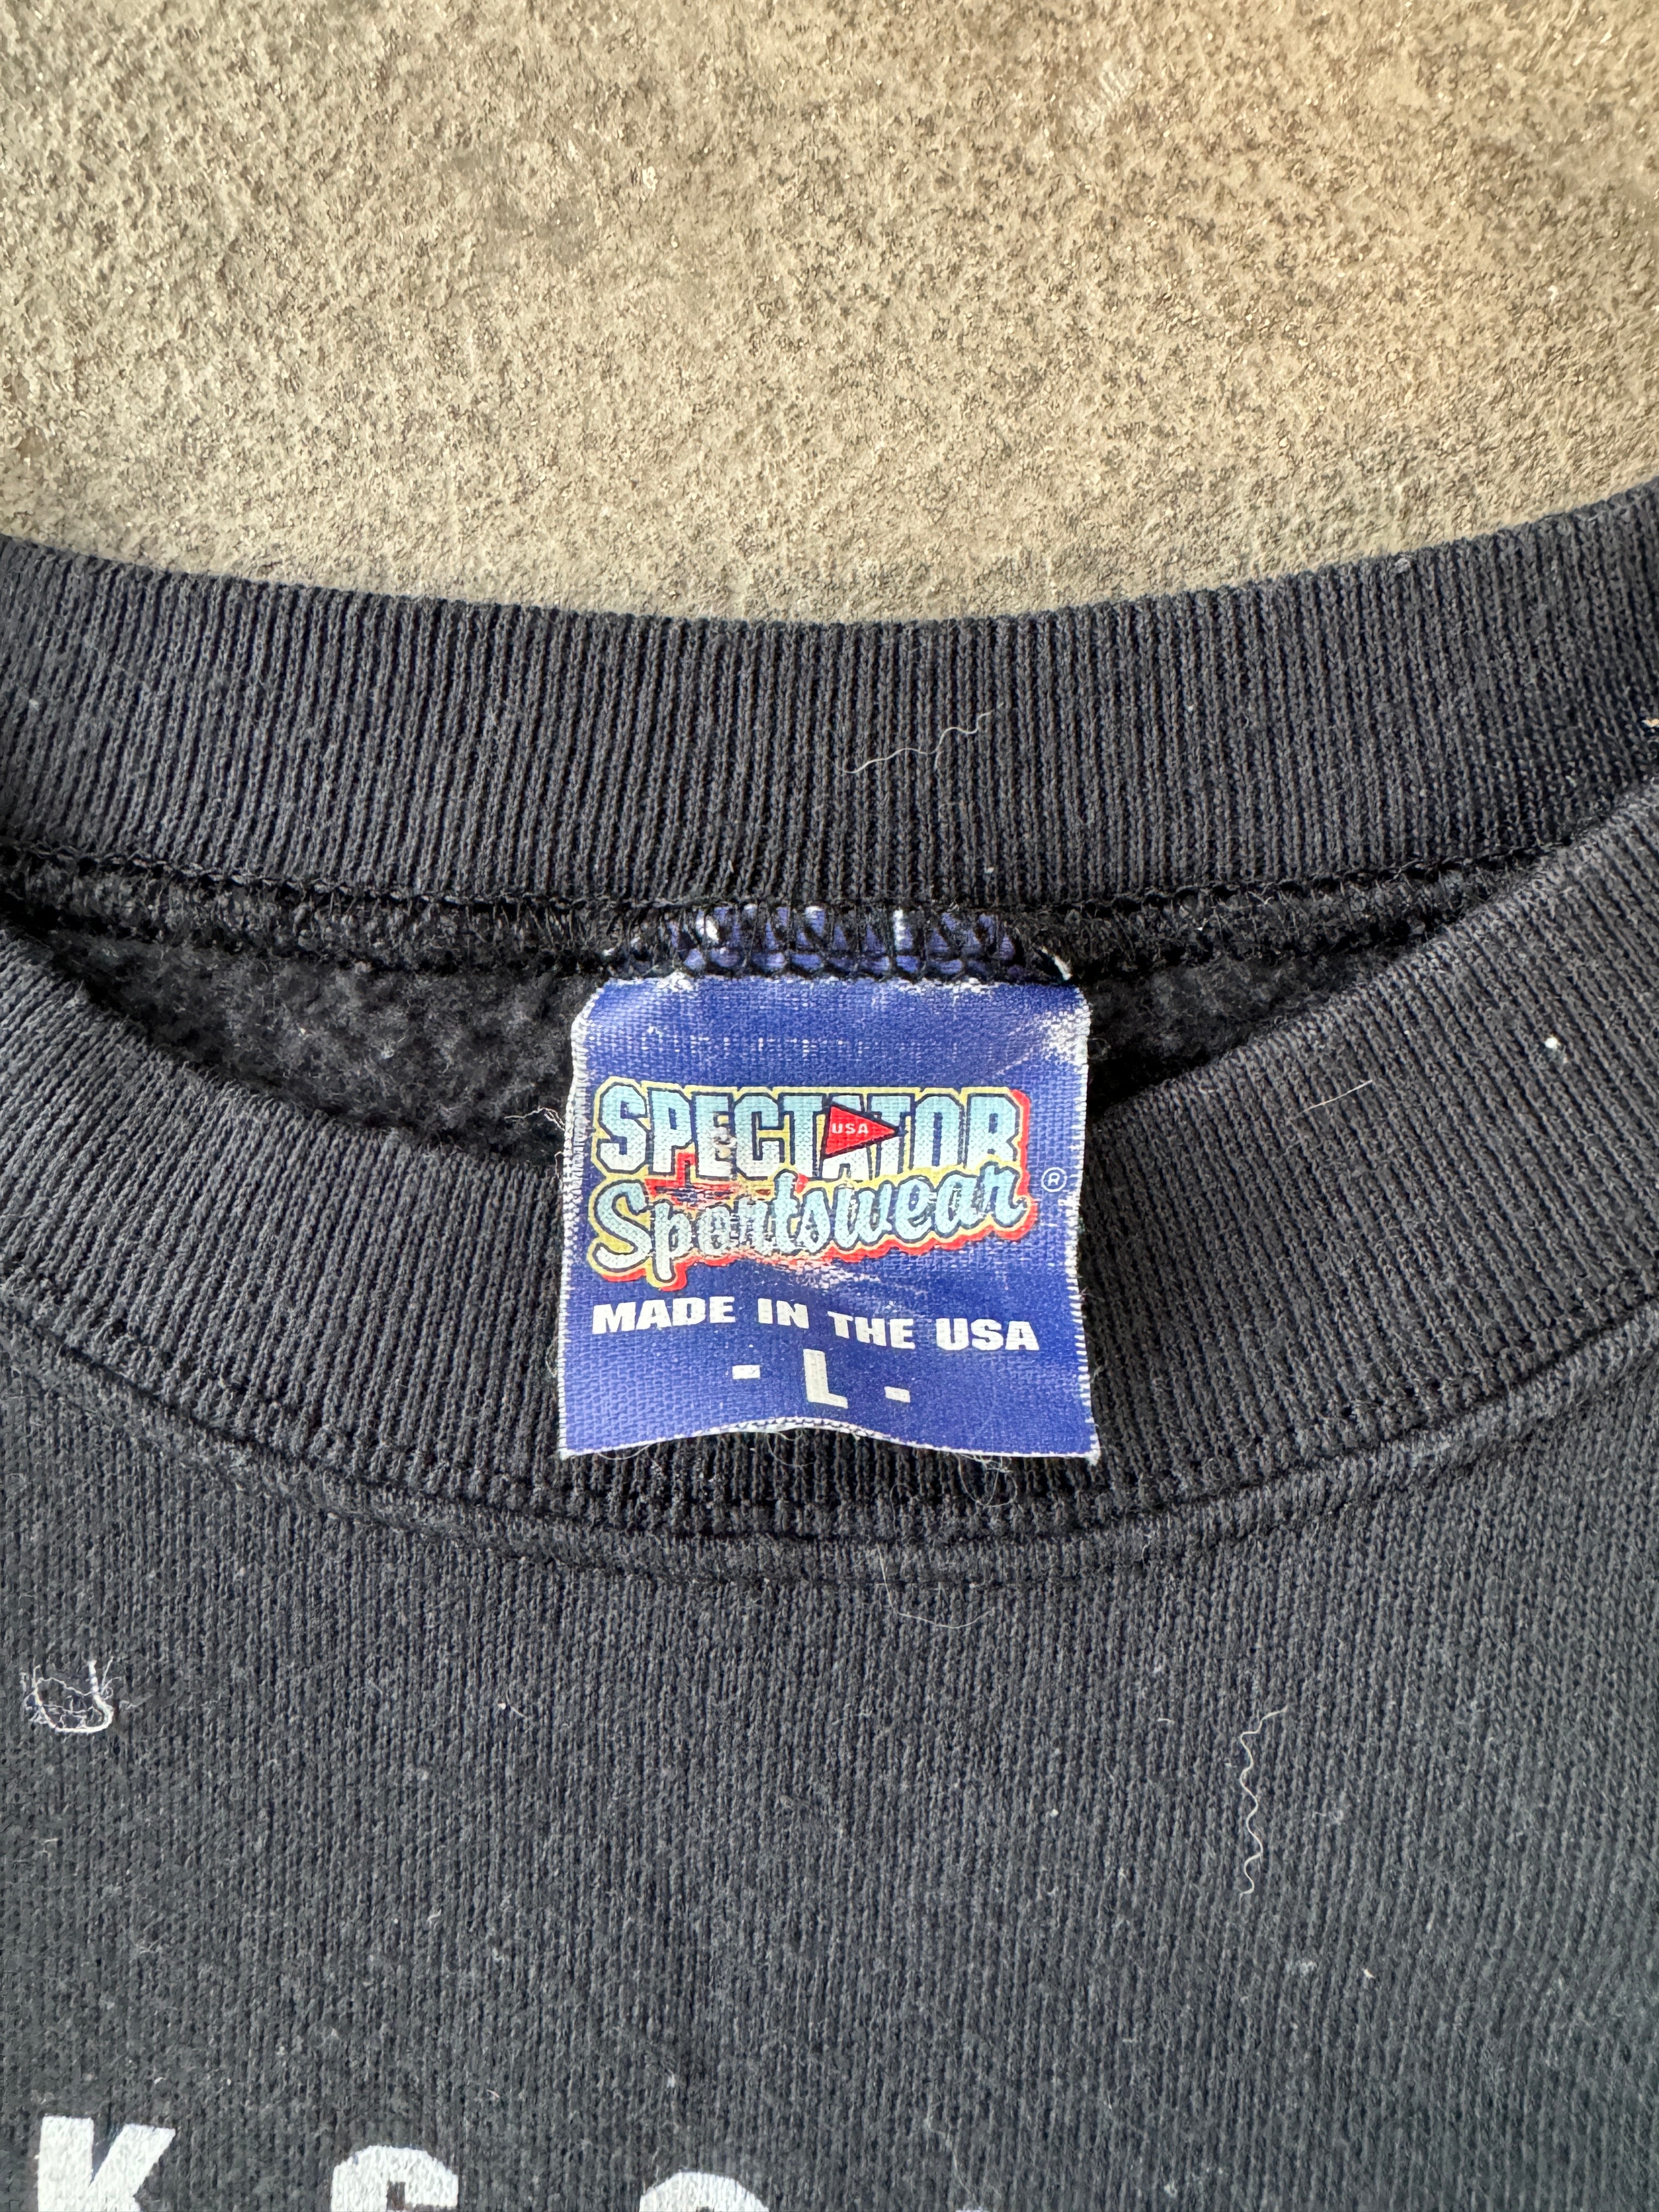 SPECTATOR
USA
Sportswear ®
MADE IN THE USA
- L -
K